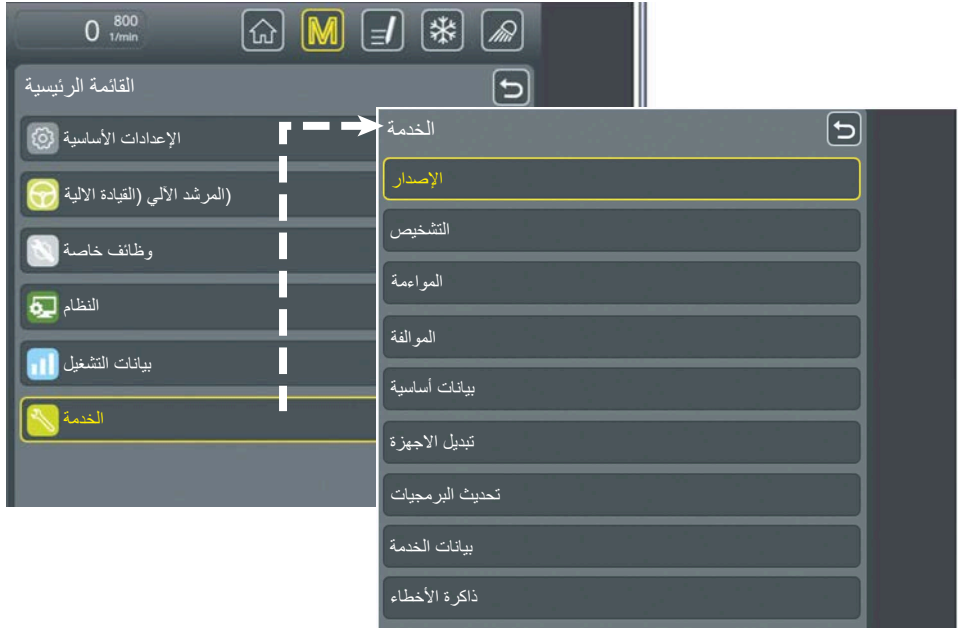 0 800
1/min
M
القائمة الرئيسية
الإعدادات الأساسية
(المرشد الآلي (القيادة الالية
وظائف خاصة
النظام
بيانات التشغيل
الخدمة
الخدمة
الإصدار
التشخيص
المواءمة
الموالفة
بيانات أساسية
تبديل الاجهزة
تحديث البرمجيات
بيانات الخدمة
ذاكرة الأخطاء